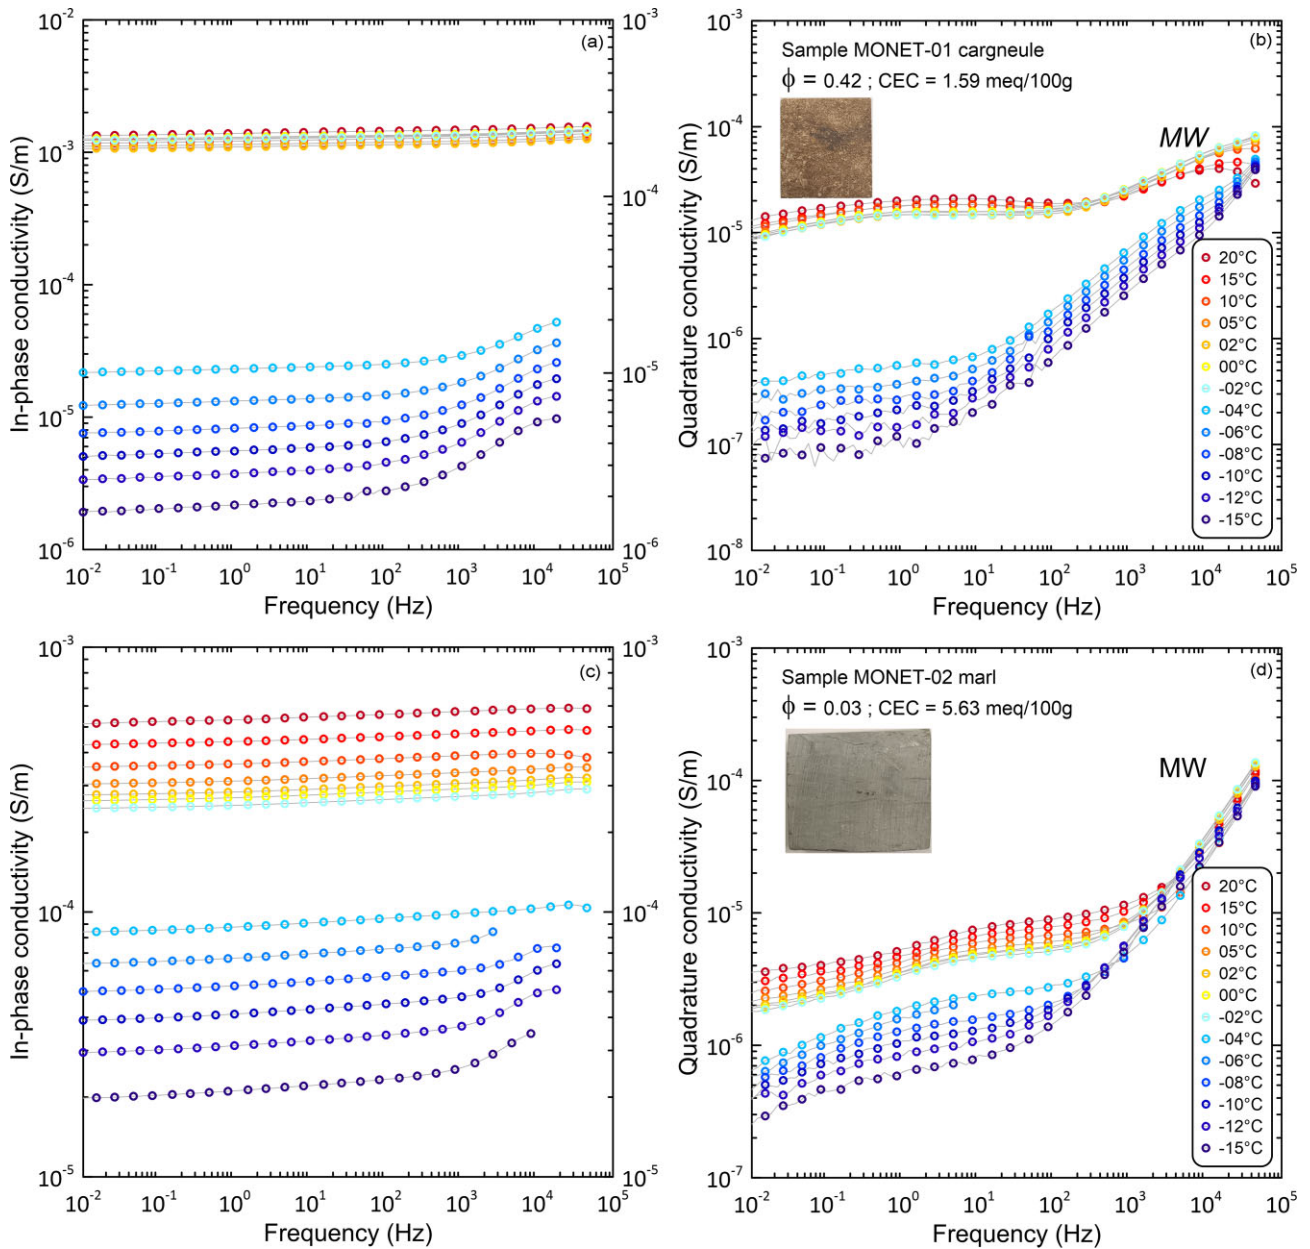 (a)
In-phase conductivity (S/m)
10⁻²
10⁻³
10⁻⁴
10⁻⁵
10⁻⁶
10⁻³
10⁻⁴
10⁻⁵
10⁻⁶
10⁻² 10⁻¹ 10⁰ 10¹ 10² 10³ 10⁴ 10⁵
Frequency (Hz)
(b)
Sample MONET-01 cargneule
ϕ = 0.42 ; CEC = 1.59 meq/100g
MW
Quadrature conductivity (S/m)
10⁻³
10⁻⁴
10⁻⁵
10⁻⁶
10⁻⁷
10⁻⁸
20°C
15°C
10°C
05°C
02°C
00°C
-02°C
-04°C
-06°C
-08°C
-10°C
-12°C
-15°C
10⁻² 10⁻¹ 10⁰ 10¹ 10² 10³ 10⁴ 10⁵
Frequency (Hz)
(c)
In-phase conductivity (S/m)
10⁻³
10⁻⁴
10⁻⁵
10⁻³
10⁻⁴
10⁻⁵
10⁻² 10⁻¹ 10⁰ 10¹ 10² 10³ 10⁴ 10⁵
Frequency (Hz)
(d)
Sample MONET-02 marl
ϕ = 0.03 ; CEC = 5.63 meq/100g
MW
Quadrature conductivity (S/m)
10⁻³
10⁻⁴
10⁻⁵
10⁻⁶
10⁻⁷
20°C
15°C
10°C
05°C
02°C
00°C
-02°C
-04°C
-06°C
-08°C
-10°C
-12°C
-15°C
10⁻² 10⁻¹ 10⁰ 10¹ 10² 10³ 10⁴ 10⁵
Frequency (Hz)